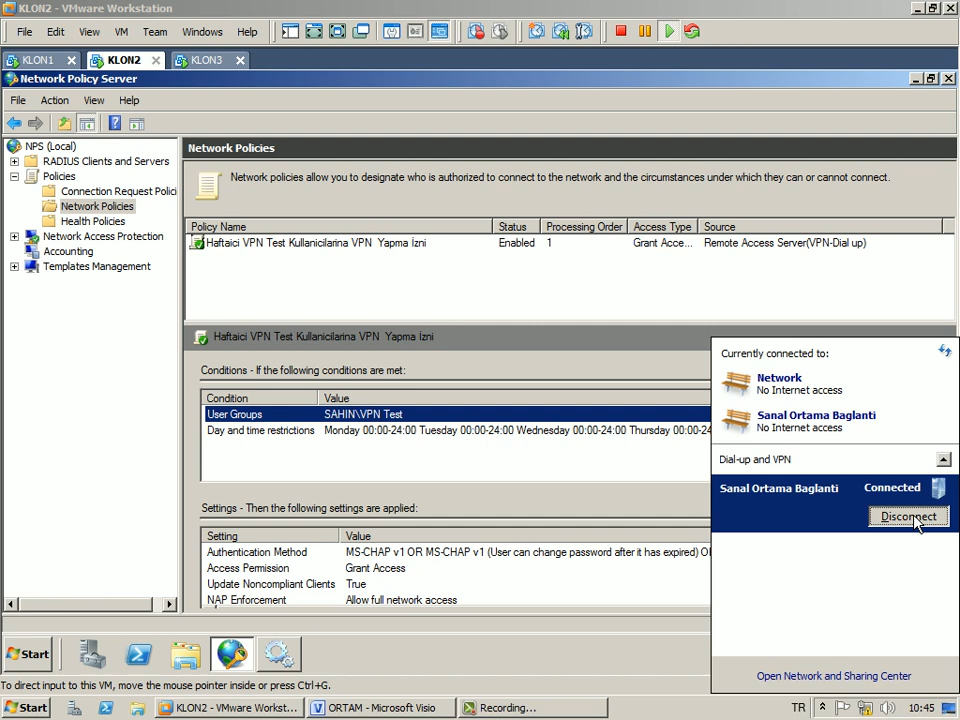 KLON2 - VMware Workstation
File Edit View VM Team Windows Help
KLON1 KLON2 KLON3
Network Policy Server
File Action View Help
NPS (Local)
RADIUS Clients and Servers
Policies
Connection Request Polici
Network Policies
Health Policies
Network Access Protection
Accounting
Templates Management
Network Policies
Network policies allow you to designate who is authorized to connect to the network and the circumstances under which they can or cannot connect.
Policy Name Status Processing Order Access Type Source
Haftaici VPN Test Kullanicilarina VPN Yapma İzni Enabled 1 Grant Acce... Remote Access Server(VPN-Dial up)
Haftaici VPN Test Kullanicilarina VPN Yapma İzni
Conditions - If the following conditions are met:
Condition Value
User Groups SAHIN\VPN Test
Day and time restrictions Monday 00:00-24:00 Tuesday 00:00-24:00 Wednesday 00:00-24:00 Thursday 00:00-24
Settings - Then the following settings are applied:
Setting Value
Authentication Method MS-CHAP v1 OR MS-CHAP v1 (User can change password after it has expired)
Access Permission Grant Access
Update Noncompliant Clients True
NAP Enforcement Allow full network access
Currently connected to:
Network
No Internet access
Sanal Ortama Baglanti
No Internet access
Dial-up and VPN
Sanal Ortama Baglanti Connected
Disconnect
Open Network and Sharing Center
Start
To direct input to this VM, move the mouse pointer inside or press Ctrl+G.
Start KLON2 - VMware Workst... ORTAM - Microsoft Visio Recording... TR 10:45